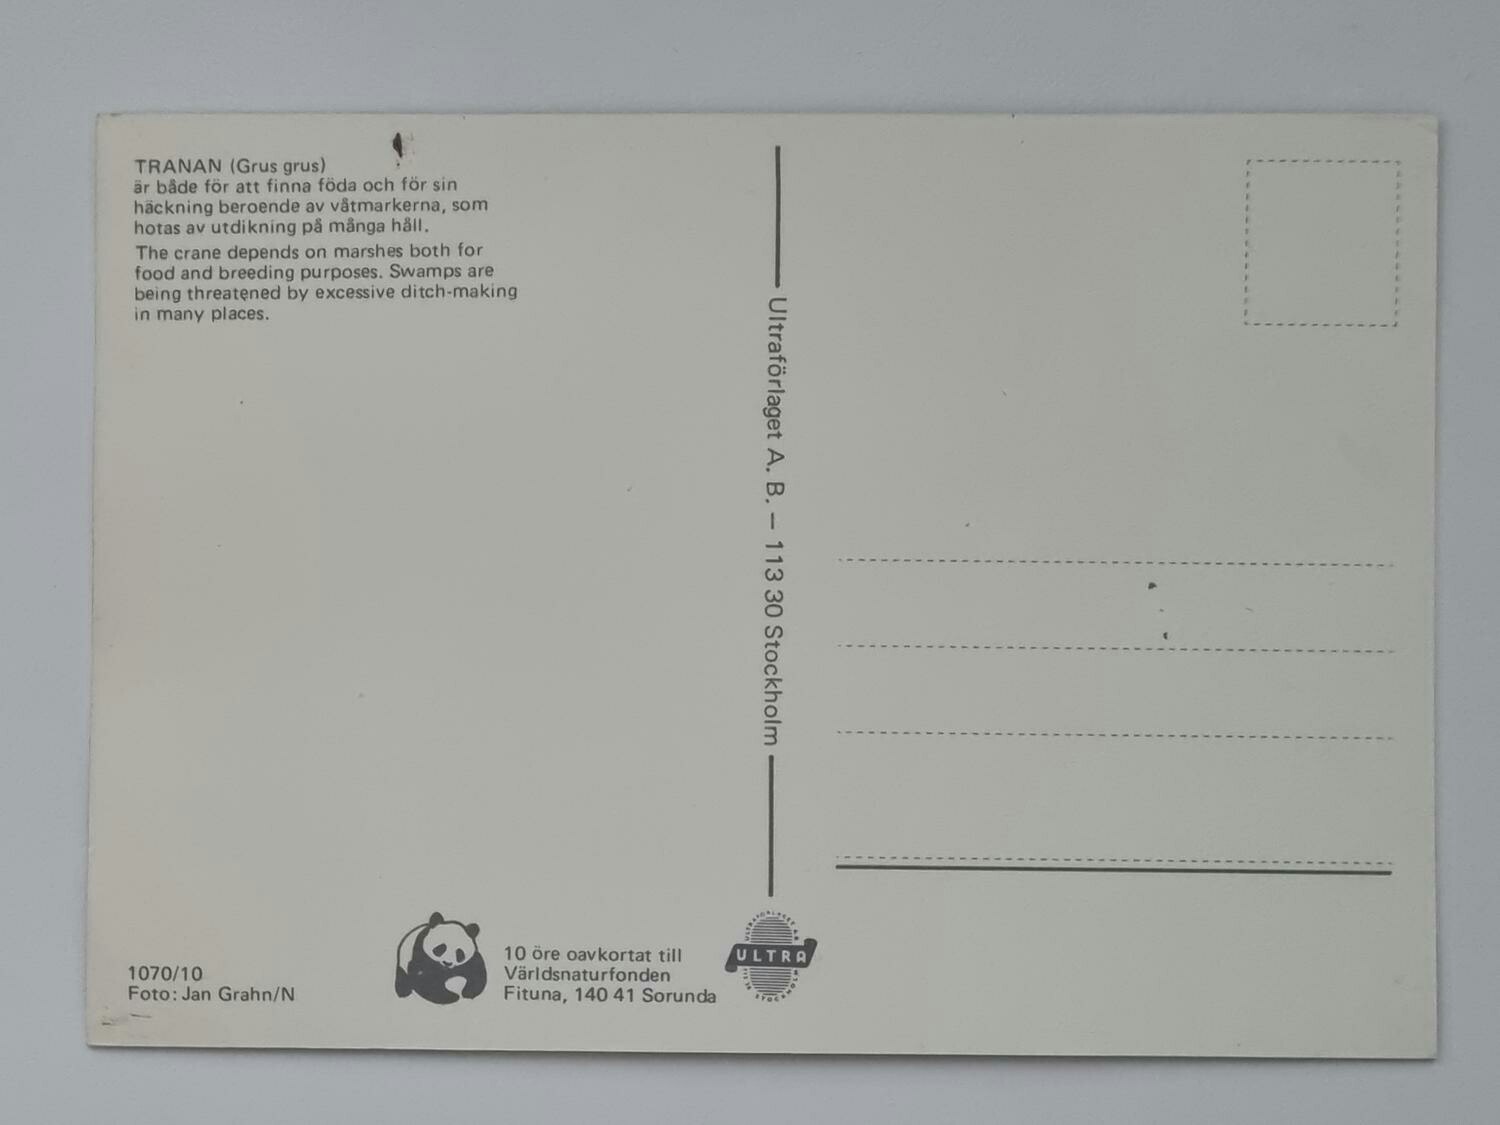 TRANAN (Grus grus)
är både för att finna föda och för sin
häckning beroende av våtmarkerna, som
hotas av utdikning på många håll.
The crane depends on marshes both for
food and breeding purposes. Swamps are
being threatened by excessive ditch-making
in many places.
Ultraförlaget A. B. — 113 30 Stockholm
1070/10
Foto: Jan Grahn/N
10 öre oavkortat till
Världsnaturfonden
Fituna, 140 41 Sorunda
ULTRA